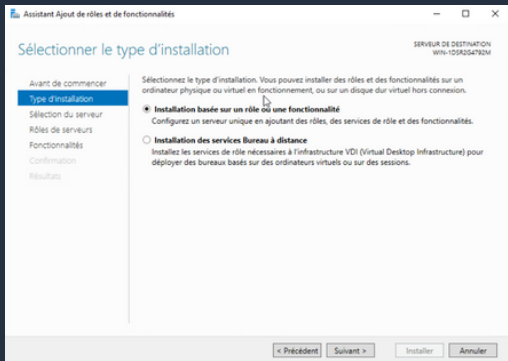 Assistant Ajout de rôles et de fonctionnalités
Sélectionner le type d'installation
SERVEUR DE DESTINATION
WIN-1DSR2G4792M
Avant de commencer
Type d'installation
Sélection du serveur
Rôles de serveurs
Fonctionnalités
Confirmation
Résultats
Sélectionnez le type d'installation. Vous pouvez installer des rôles et des fonctionnalités sur un
ordinateur physique ou virtuel en fonctionnement, ou sur un disque dur virtuel hors connexion.
Installation basée sur un rôle ou une fonctionnalité
Configurez un serveur unique en ajoutant des rôles, des services de rôle et des fonctionnalités.
Installation des services Bureau à distance
Installez les services de rôle nécessaires à l'infrastructure VDI (Virtual Desktop Infrastructure) pour
déployer des bureaux basés sur des ordinateurs virtuels ou sur des sessions.
< Précédent Suivant > Installer Annuler